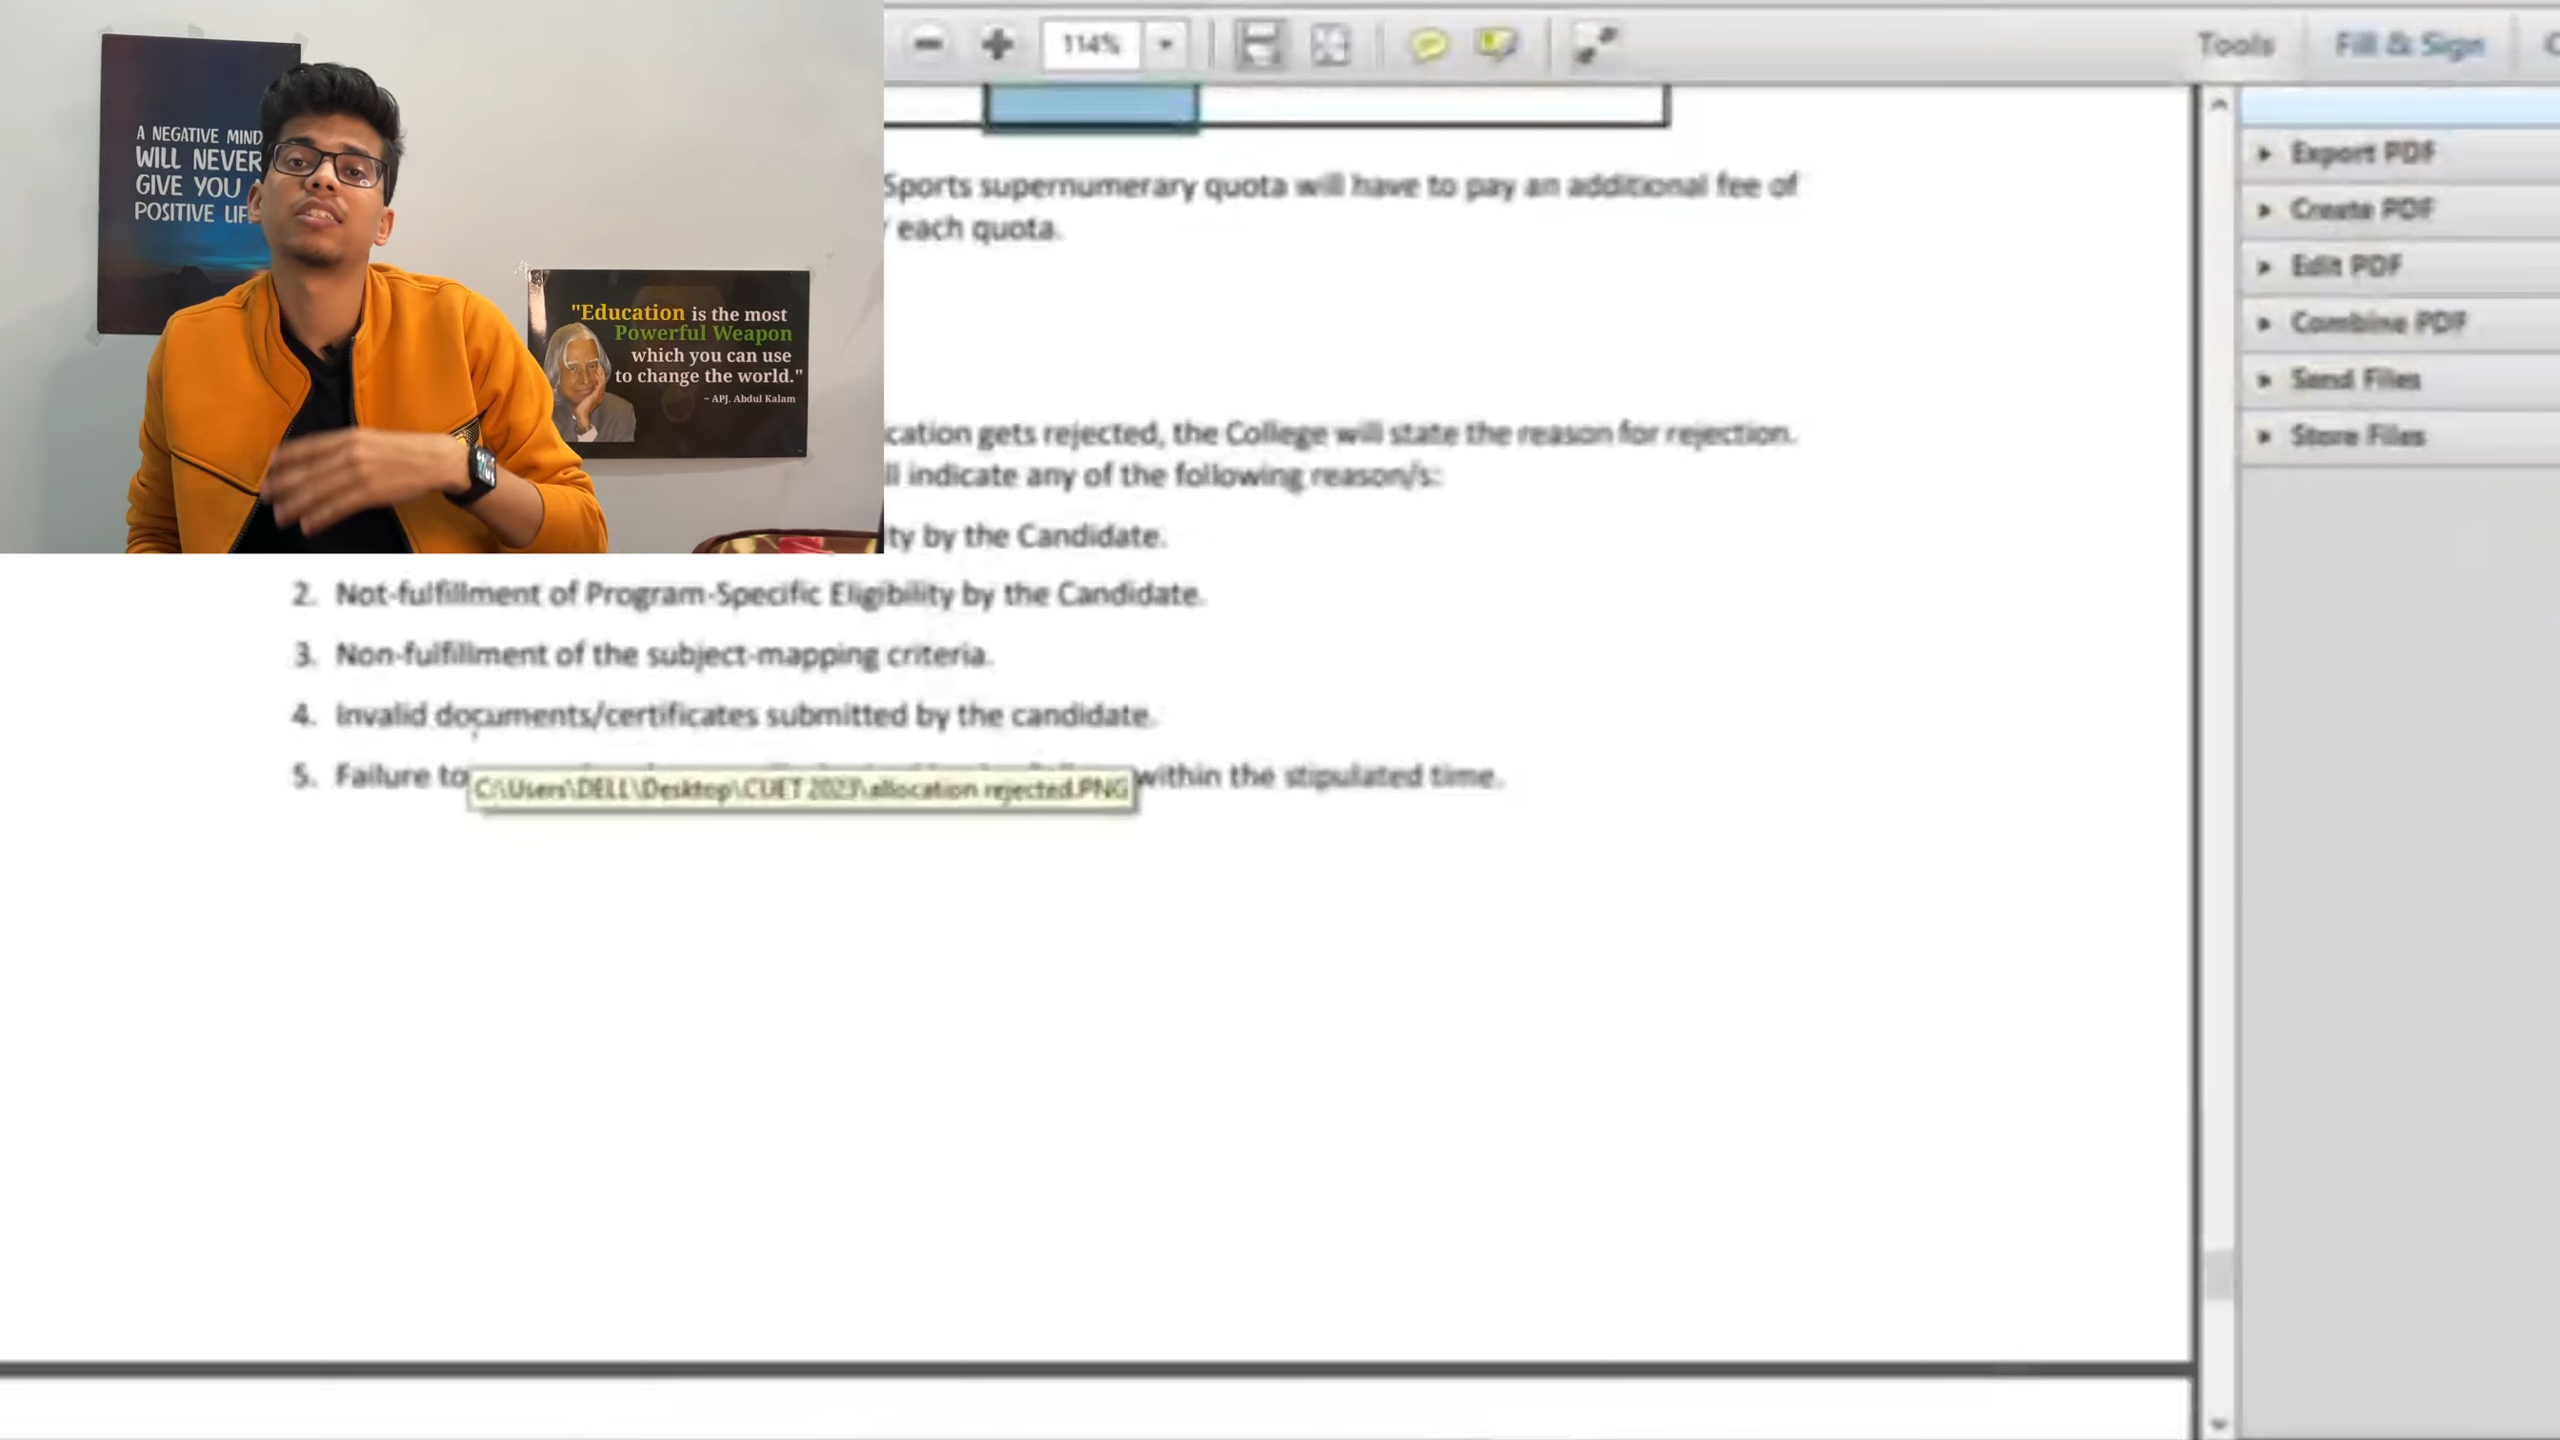 A NEGATIVE MIND
WILL NEVER
GIVE YOU
POSITIVE LIF
"Education is the most
Powerful Weapon
which you can use
to change the world."
~ APJ. Abdul Kalam
114%
Tools
Fill & Sign
Export PDF
Create PDF
Edit PDF
Combine PDF
Send Files
Store Files
Sports supernumerary quota will have to pay an additional fee of
each quota.
cation gets rejected, the College will state the reason for rejection.
ll indicate any of the following reason/s:
ty by the Candidate.
2. Not-fulfillment of Program-Specific Eligibility by the Candidate.
3. Non-fulfillment of the subject-mapping criteria.
4. Invalid documents/certificates submitted by the candidate.
5. Failure to within the stipulated time.
C:\Users\DELL\Desktop\CUET 2023\allocation rejected.PNG